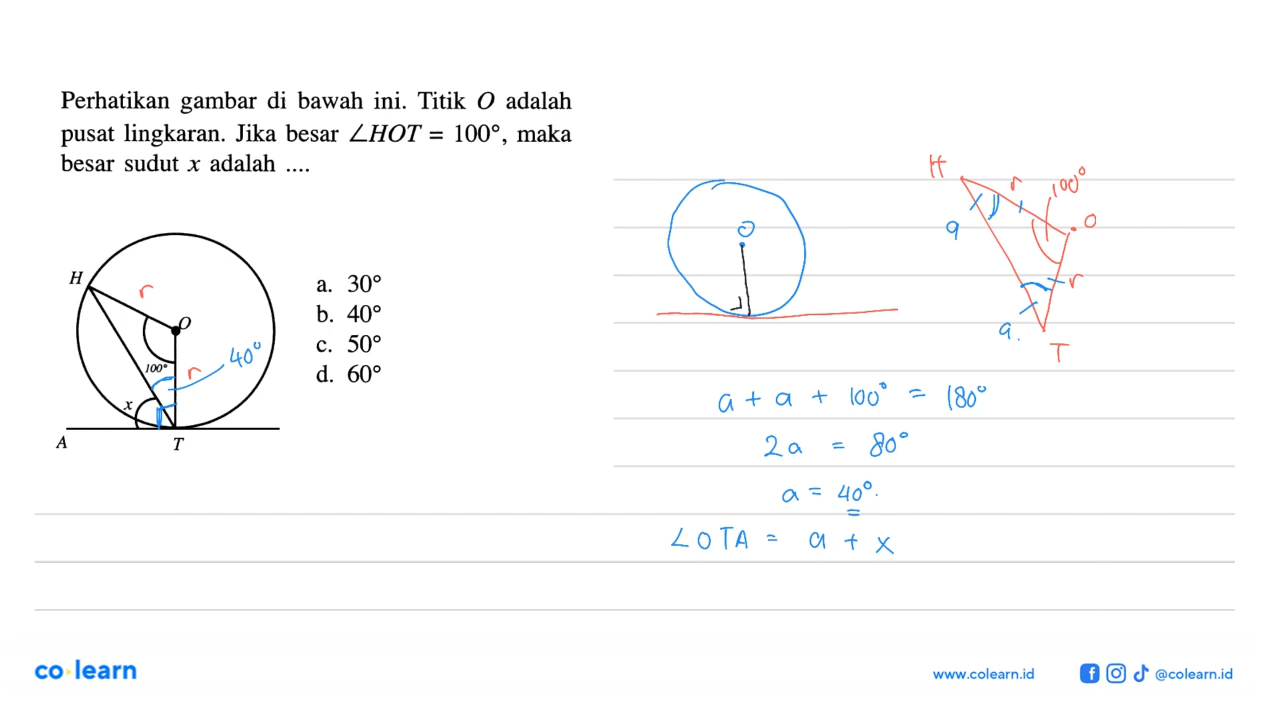 Perhatikan gambar di bawah ini. Titik O adalah
pusat lingkaran. Jika besar ∠HOT = 100°, maka
besar sudut x adalah ....
H
r
O
100°
r
40°
x
A
T
a. 30°
b. 40°
c. 50°
d. 60°
O
H
r
100°
O
a
r
a.
T
a + a + 100° = 180°
2a = 80°
a = 40°.
∠OTA = a + x
co learn
www.colearn.id
@colearn.id